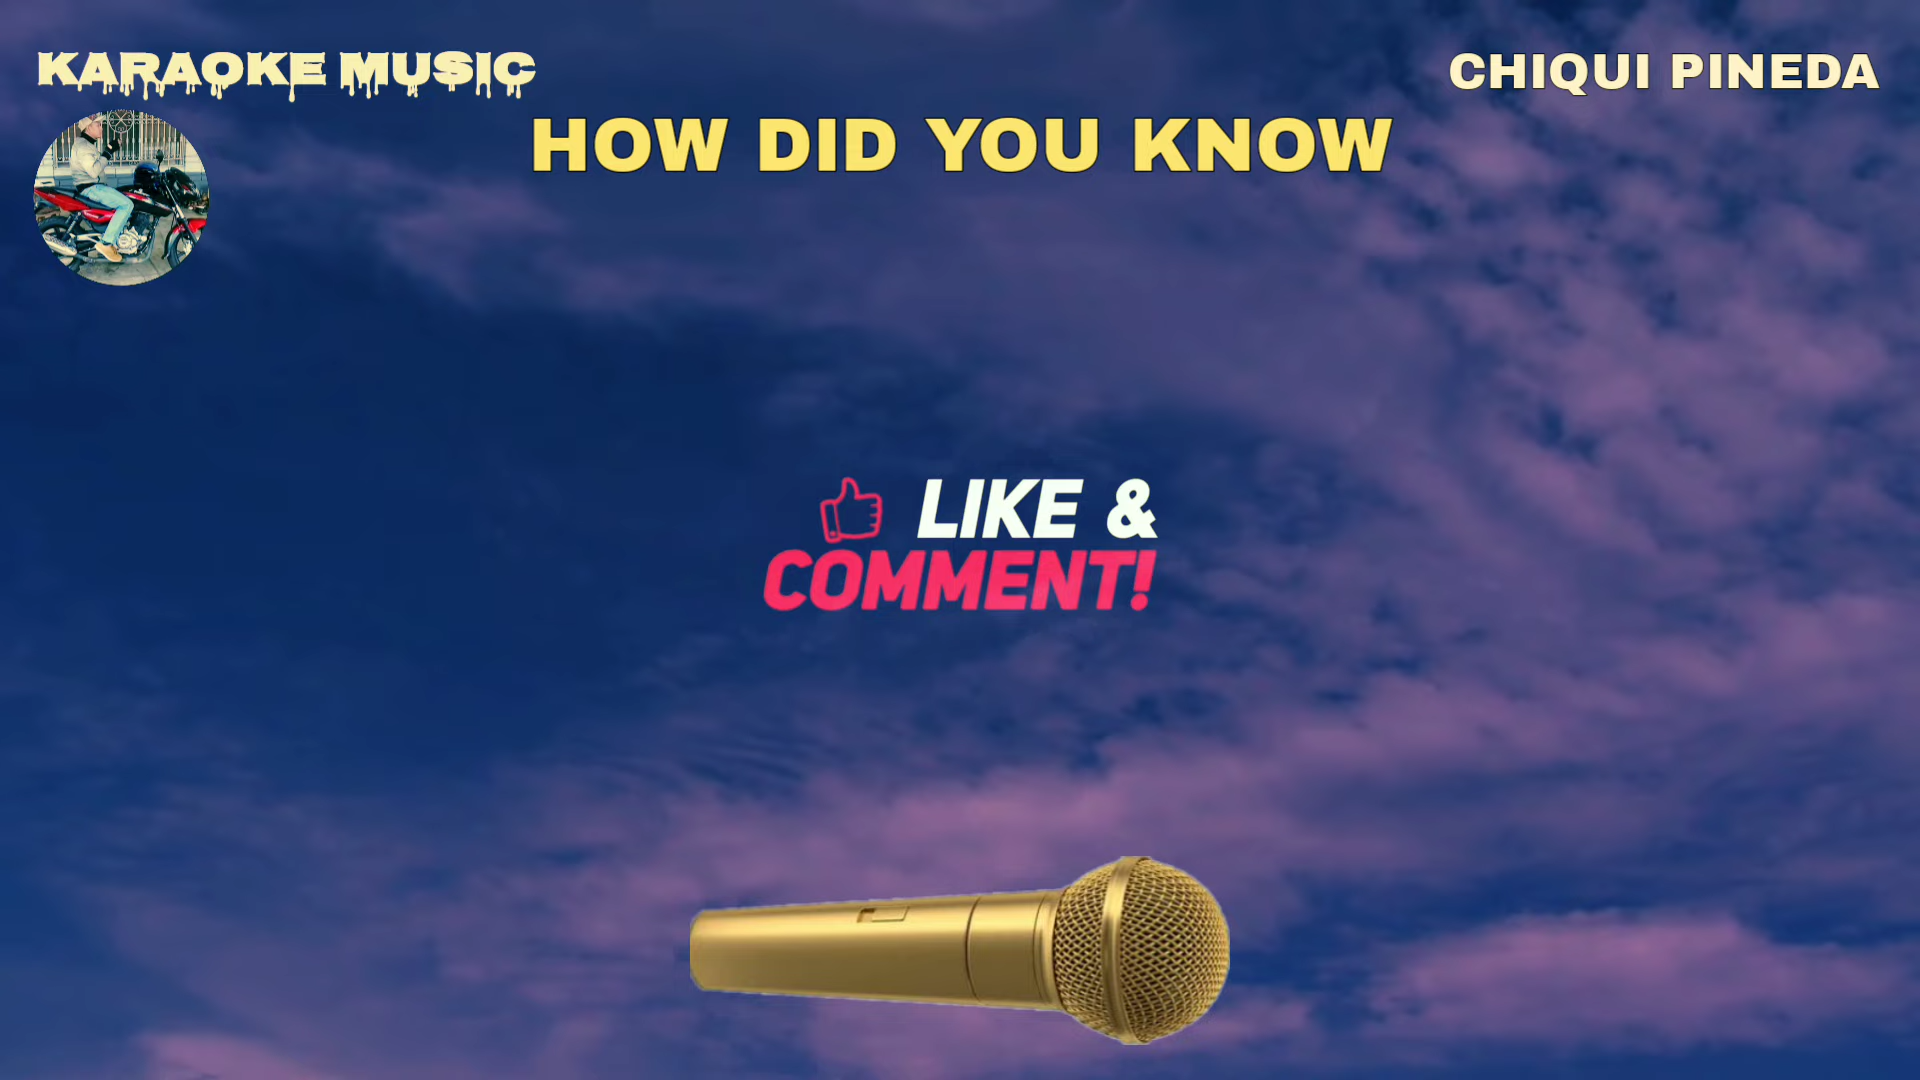 KARAOKE MUSIC
CHIQUI PINEDA
HOW DID YOU KNOW
LIKE &
COMMENT!